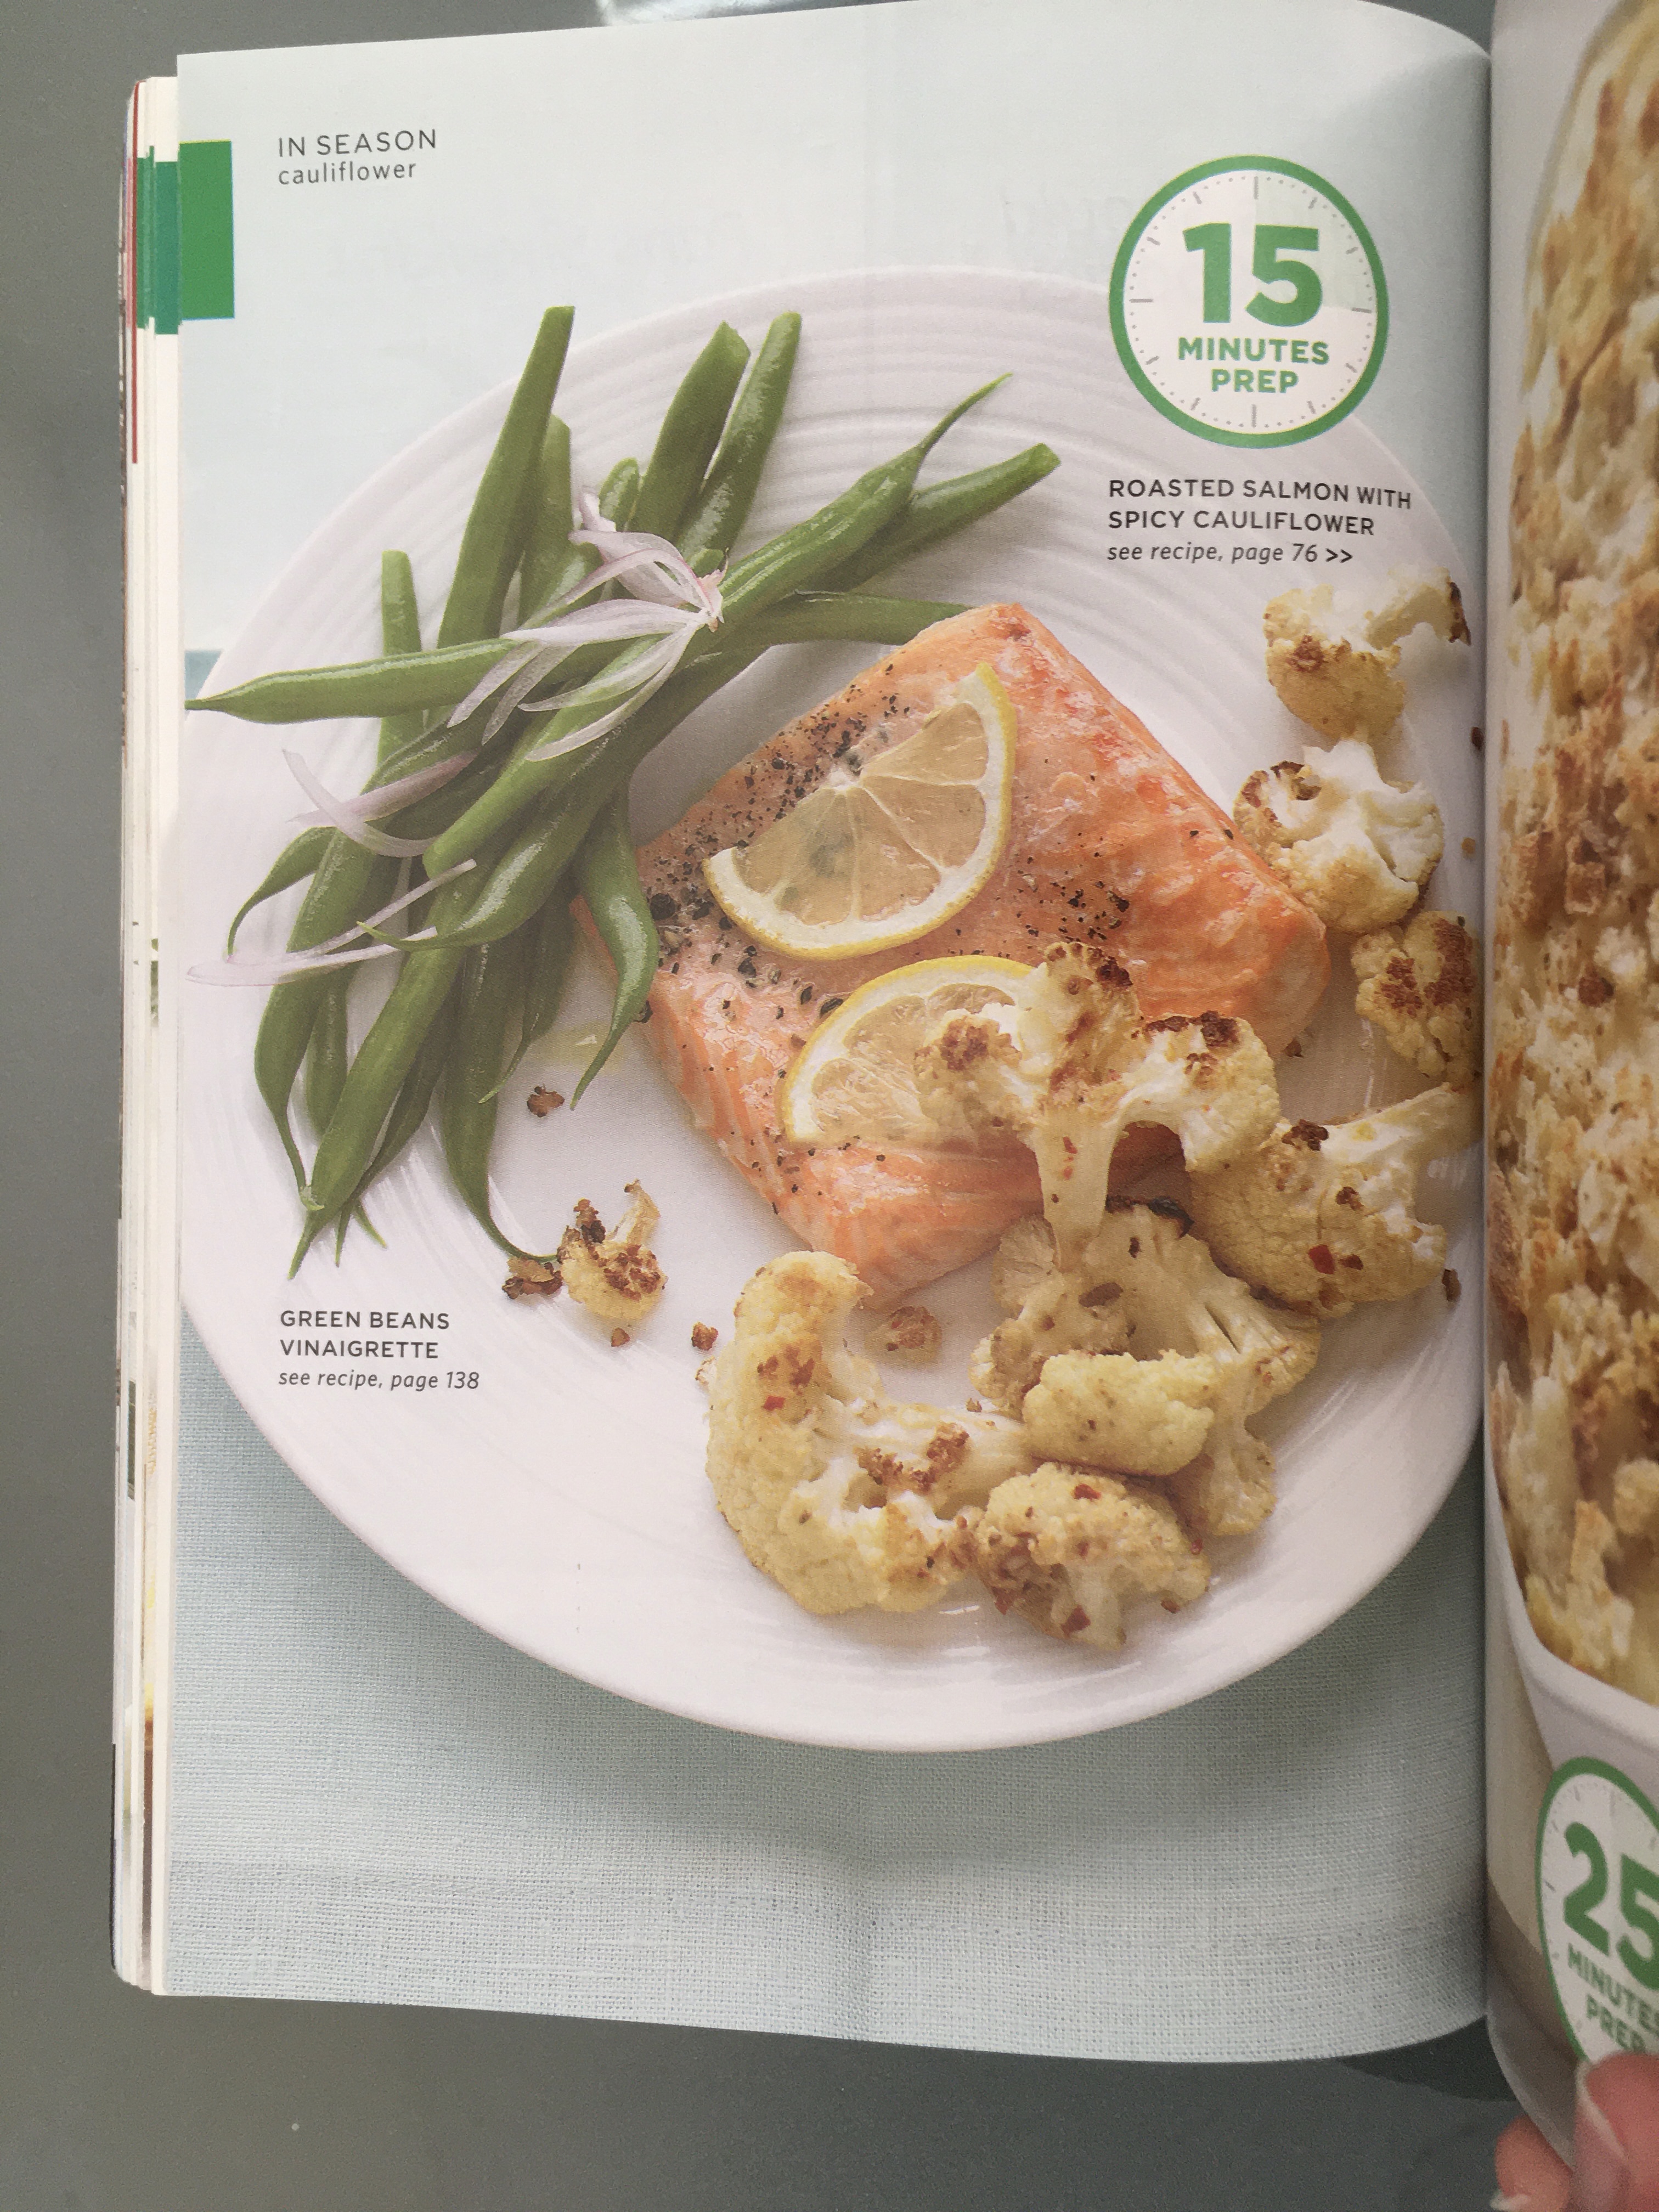 IN SEASON
cauliflower
15
MINUTES
PREP
ROASTED SALMON WITH
SPICY CAULIFLOWER
see recipe, page 76 >>
GREEN BEANS
VINAIGRETTE
see recipe, page 138
25
MINUTES
PREP